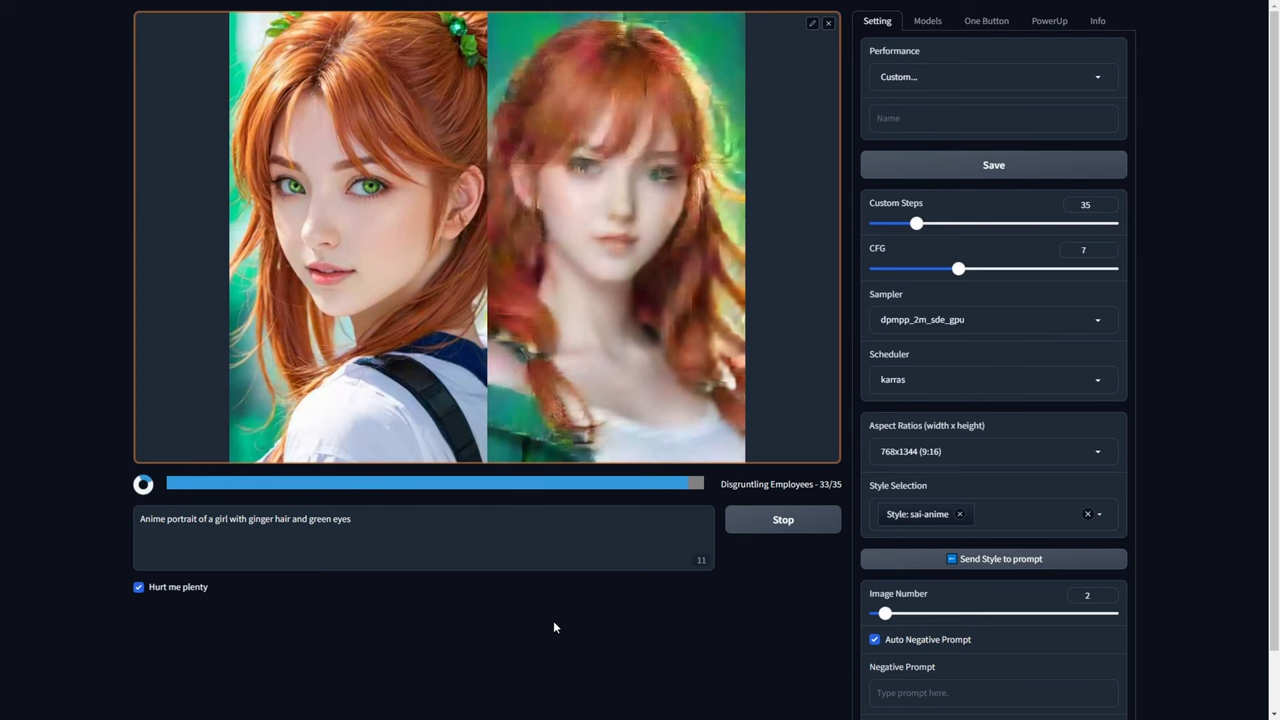 Setting
Models
One Button
PowerUp
Info
Performance
Custom...
Name
Save
Custom Steps
35
CFG
7
Sampler
dpmpp_2m_sde_gpu
Scheduler
karras
Aspect Ratios (width x height)
768x1344 (9:16)
Style Selection
Style: sai-anime
Send Style to prompt
Image Number
2
Auto Negative Prompt
Negative Prompt
Type prompt here.
Disgruntling Employees - 33/35
Anime portrait of a girl with ginger hair and green eyes
11
Stop
Hurt me plenty